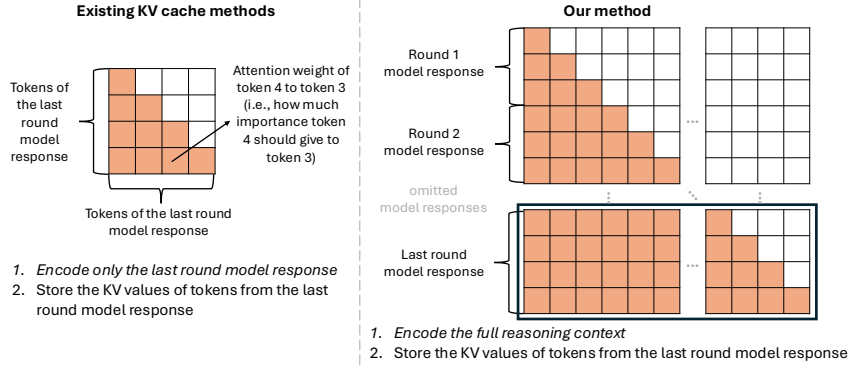 Existing KV cache methods
Tokens of
the last
round
model
response
Attention weight of
token 4 to token 3
(i.e., how much
importance token
4 should give to
token 3)
Tokens of the last round
model response
1. Encode only the last round model response
2. Store the KV values of tokens from the last
round model response
Our method
Round 1
model response
Round 2
model response
...
omitted
model responses
Last round
model response
...
1. Encode the full reasoning context
2. Store the KV values of tokens from the last round model response